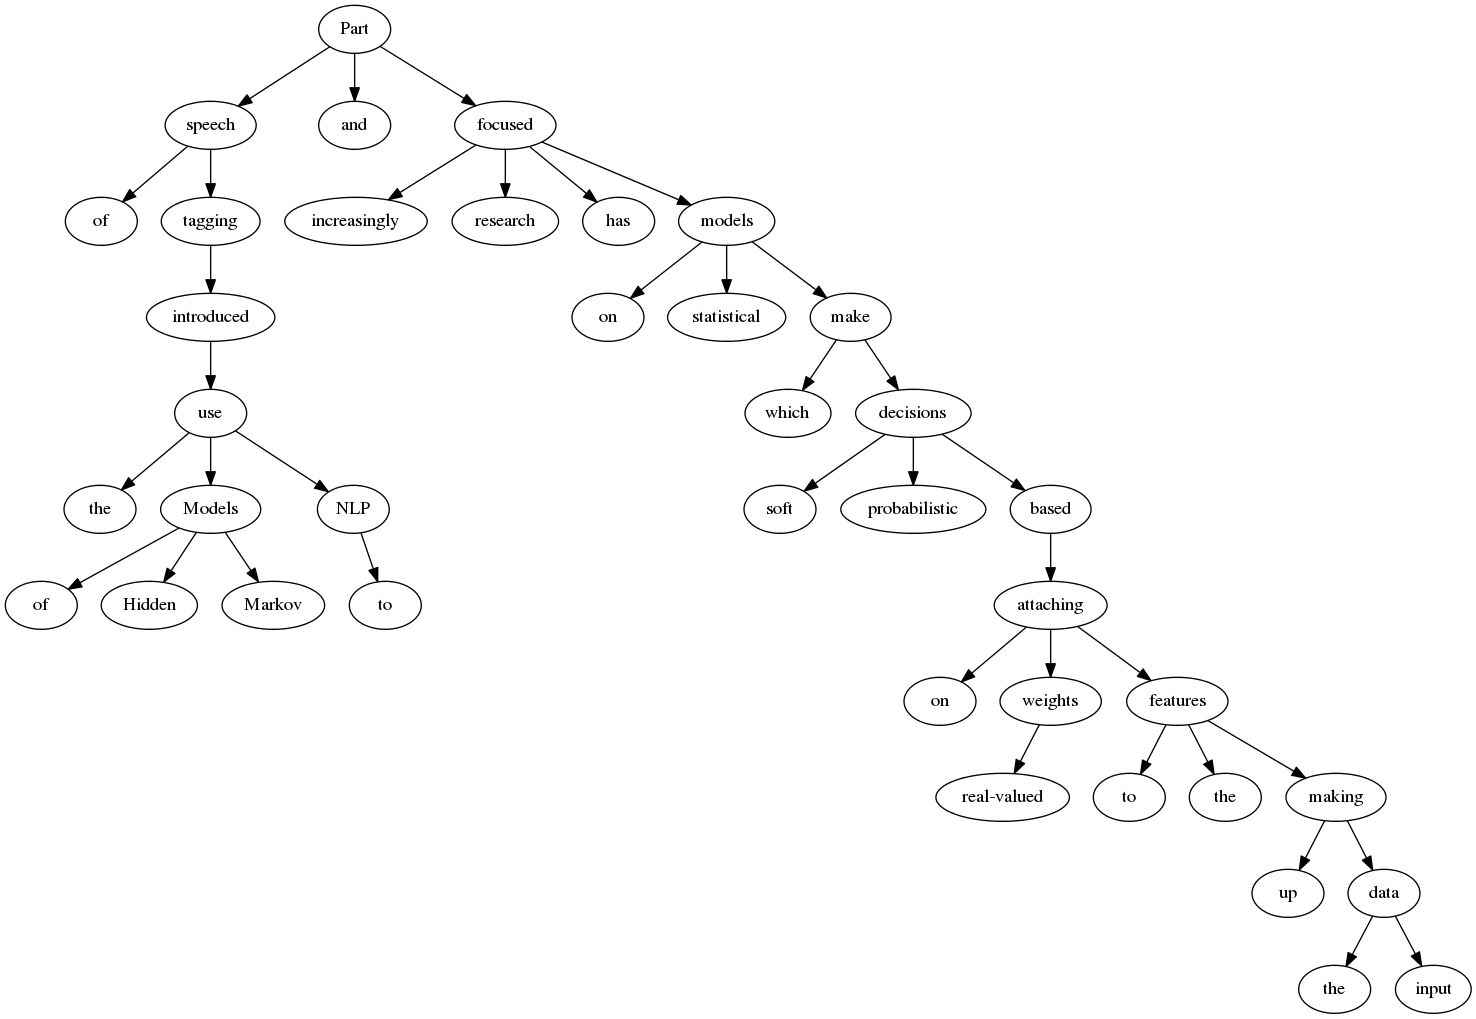 Part
speech and focused
of tagging increasingly research has models
introduced on statistical make
use which decisions
the Models NLP soft probabilistic based
of Hidden Markov to attaching
on weights features
real-valued to the making
up data
the input